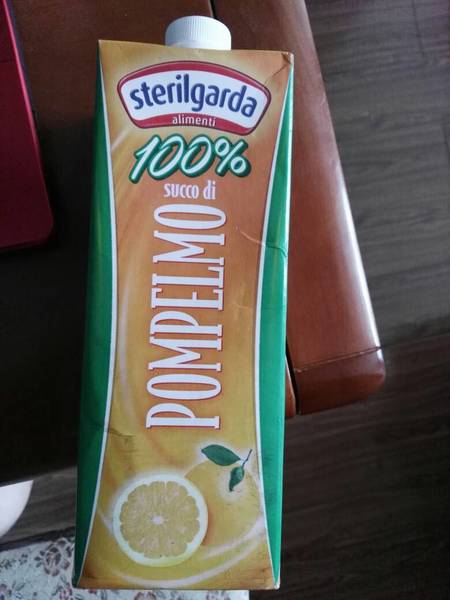 sterilgarda
alimenti
100%
succo di
POMPELMO